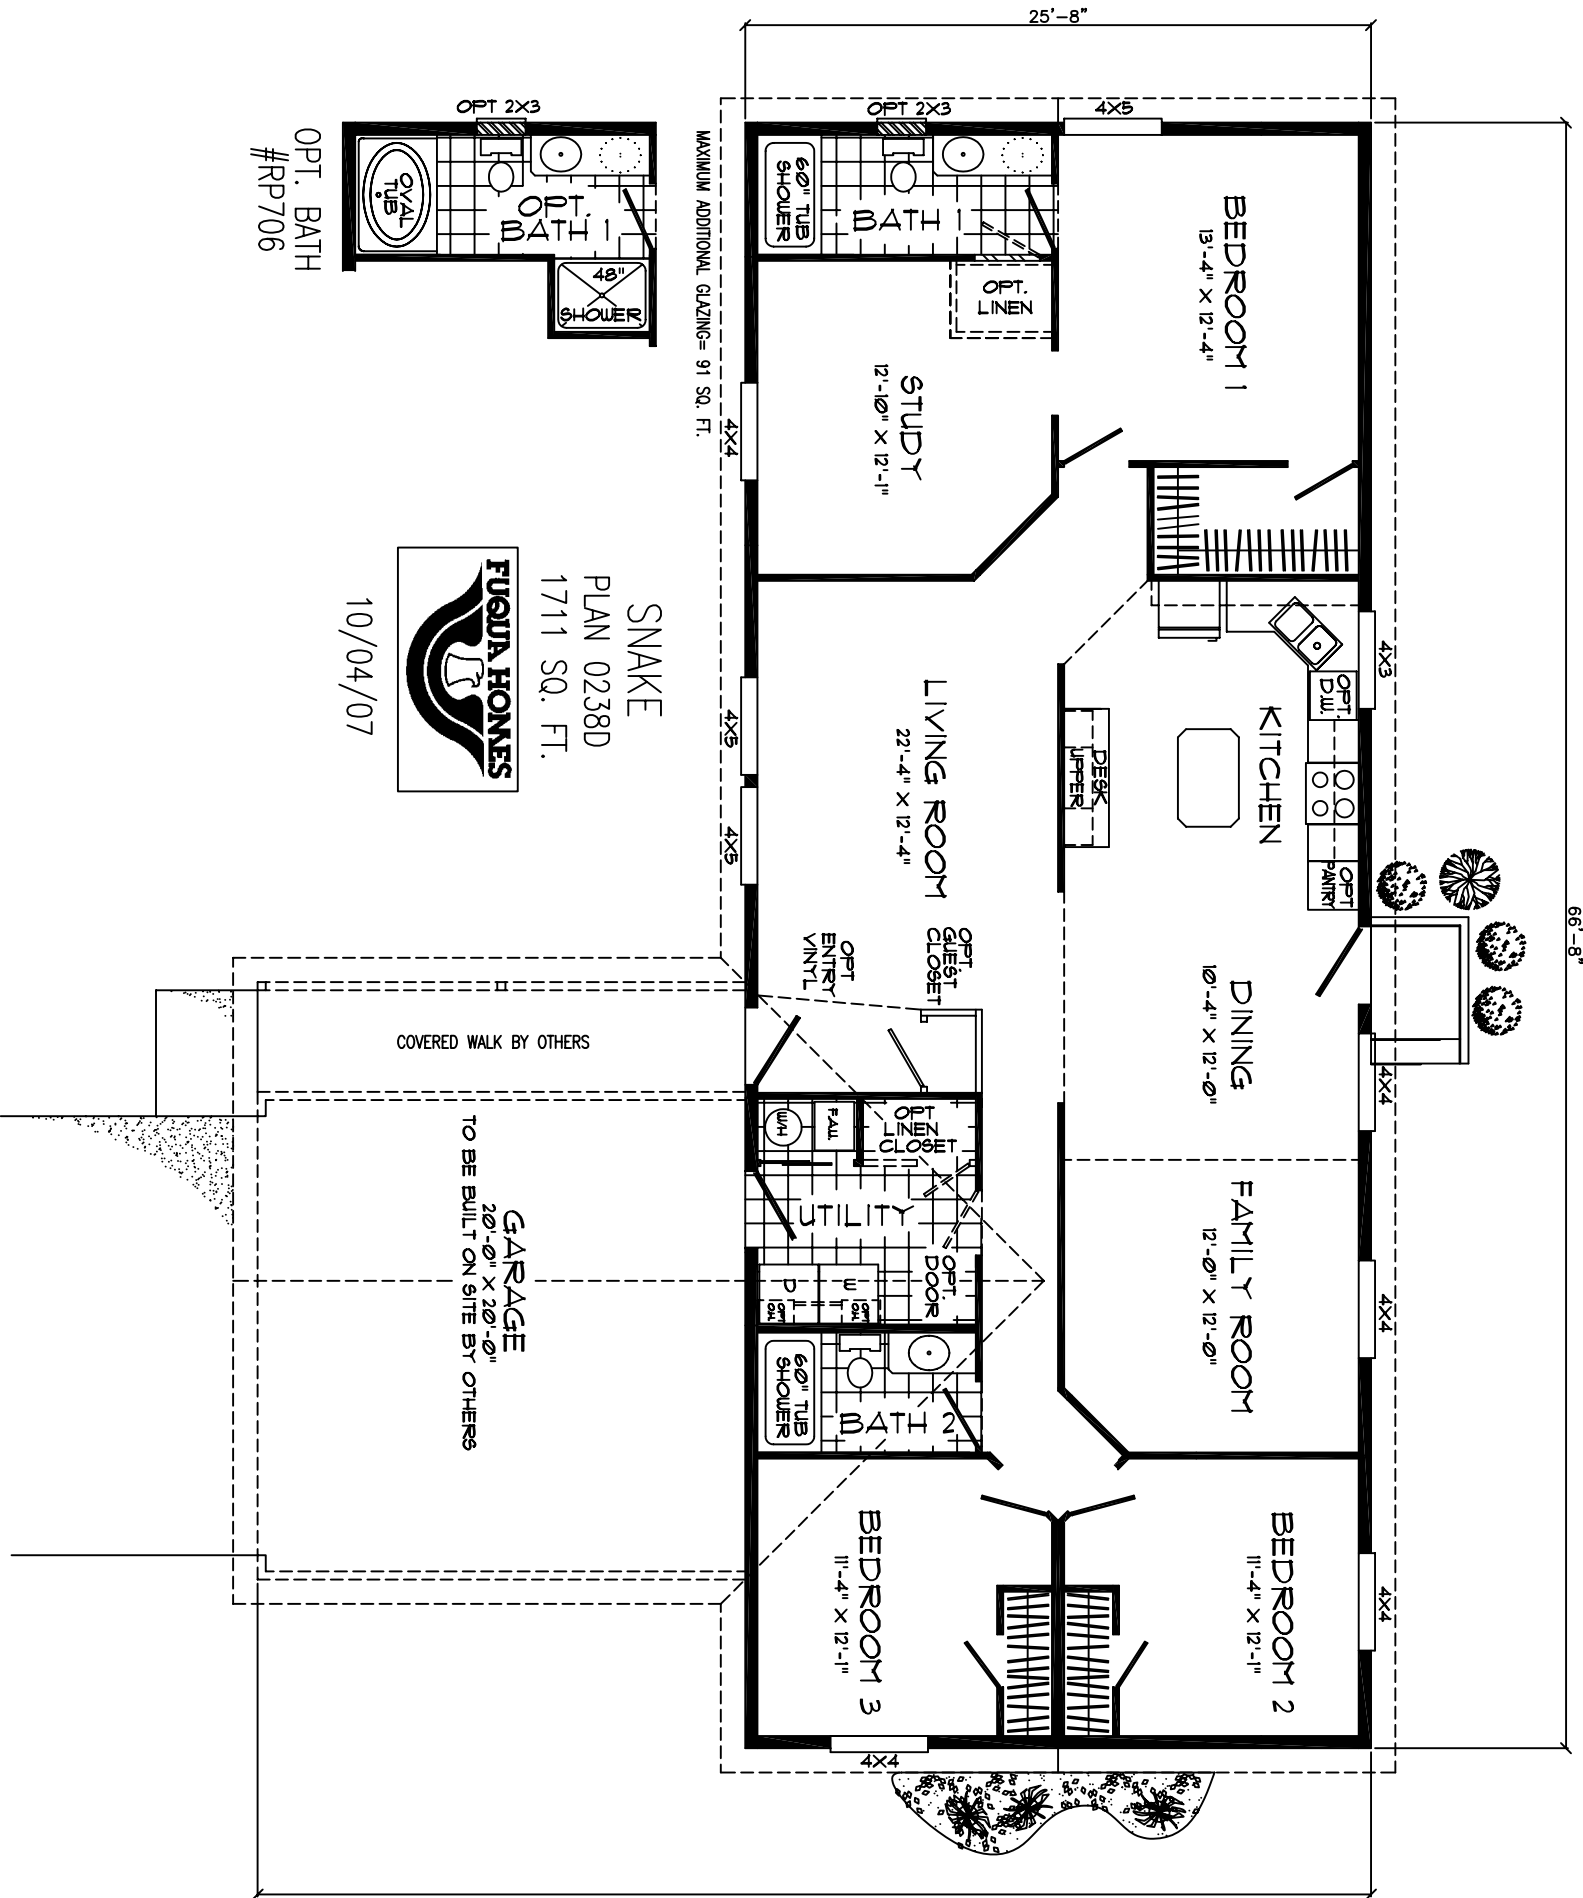 25'-8"
66'-8"
4X5
OPT 2X3
OPT 2X3
4X3
4X4
4X4
4X4
4X4
4X4
4X5
4X5
BEDROOM 1
13'-4" X 12'-4"
BATH 1
60" TUB
SHOWER
OPT.
LINEN
STUDY
12'-10" X 12'-1"
MAXIMUM ADDITIONAL GLAZING= 91 SQ. FT.
OPT.
D.W.
KITCHEN
DESK
UPPER
OPT
PANTRY
LIVING ROOM
22'-4" X 12'-4"
DINING
10'-4" X 12'-0"
OPT.
GUEST
CLOSET
OPT
ENTRY
VINYL
FAMILY ROOM
12'-0" X 12'-0"
OPT
LINEN
CLOSET
F.A.U.
W/H
UTILITY
OPT.
DOOR
W
D
OPT
O.H.
OPT
O.H.
BATH 2
60" TUB
SHOWER
BEDROOM 2
11'-4" X 12'-1"
BEDROOM 3
11'-4" X 12'-1"
COVERED WALK BY OTHERS
GARAGE
20'-0" X 20'-0"
TO BE BUILT ON SITE BY OTHERS
OPT.
BATH 1
OVAL
TUB
48"
SHOWER
OPT. BATH
#RP706
SNAKE
PLAN 0238D
1711 SQ. FT.
FUQUA HOMES
10/04/07